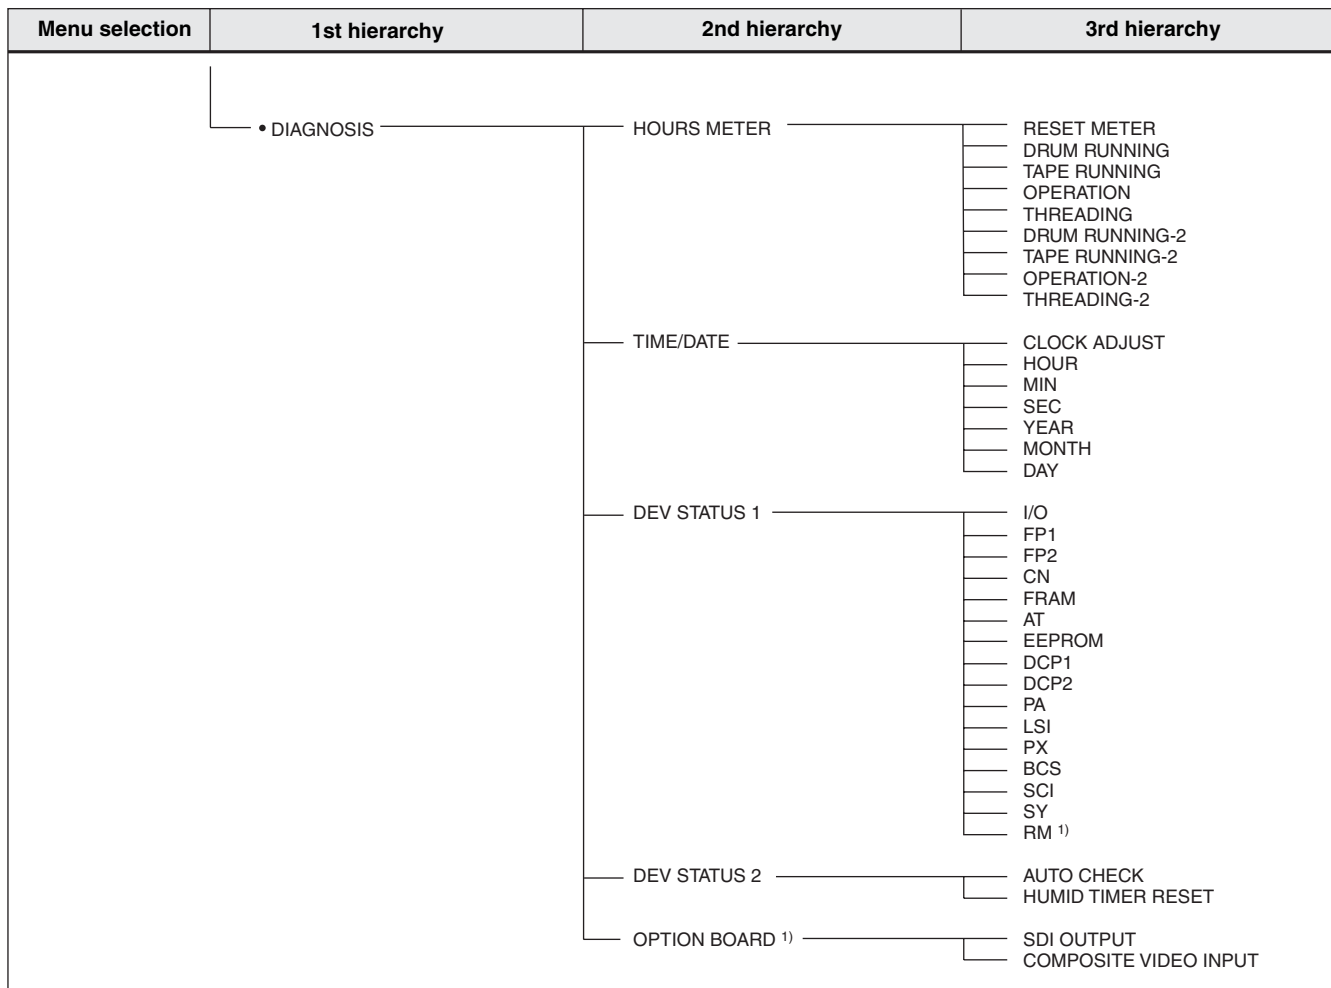 Menu selection 1st hierarchy 2nd hierarchy 3rd hierarchy
• DIAGNOSIS HOURS METER RESET METER
DRUM RUNNING
TAPE RUNNING
OPERATION
THREADING
DRUM RUNNING-2
TAPE RUNNING-2
OPERATION-2
THREADING-2
TIME/DATE CLOCK ADJUST
HOUR
MIN
SEC
YEAR
MONTH
DAY
DEV STATUS 1 I/O
FP1
FP2
CN
FRAM
AT
EEPROM
DCP1
DCP2
PA
LSI
PX
BCS
SCI
SY
RM 1)
DEV STATUS 2 AUTO CHECK
HUMID TIMER RESET
OPTION BOARD 1) SDI OUTPUT
COMPOSITE VIDEO INPUT